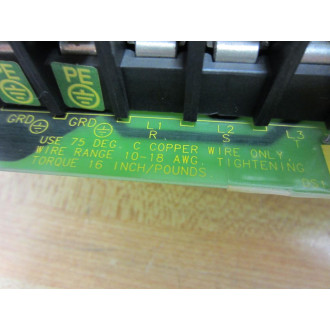 PE PE
GRD GRD L1 L2 L3
R S T
USE 75 DEG. C COPPER WIRE ONLY.
WIRE RANGE 10-18 AWG. TIGHTENING
TORQUE 16 INCH/POUNDS